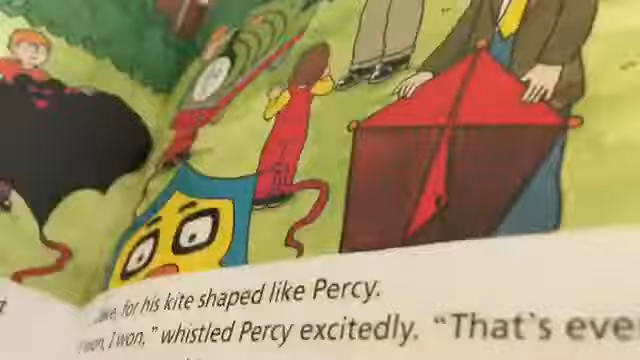 for his kite shaped like Percy.
won, I won, " whistled Percy excitedly. "That's eve